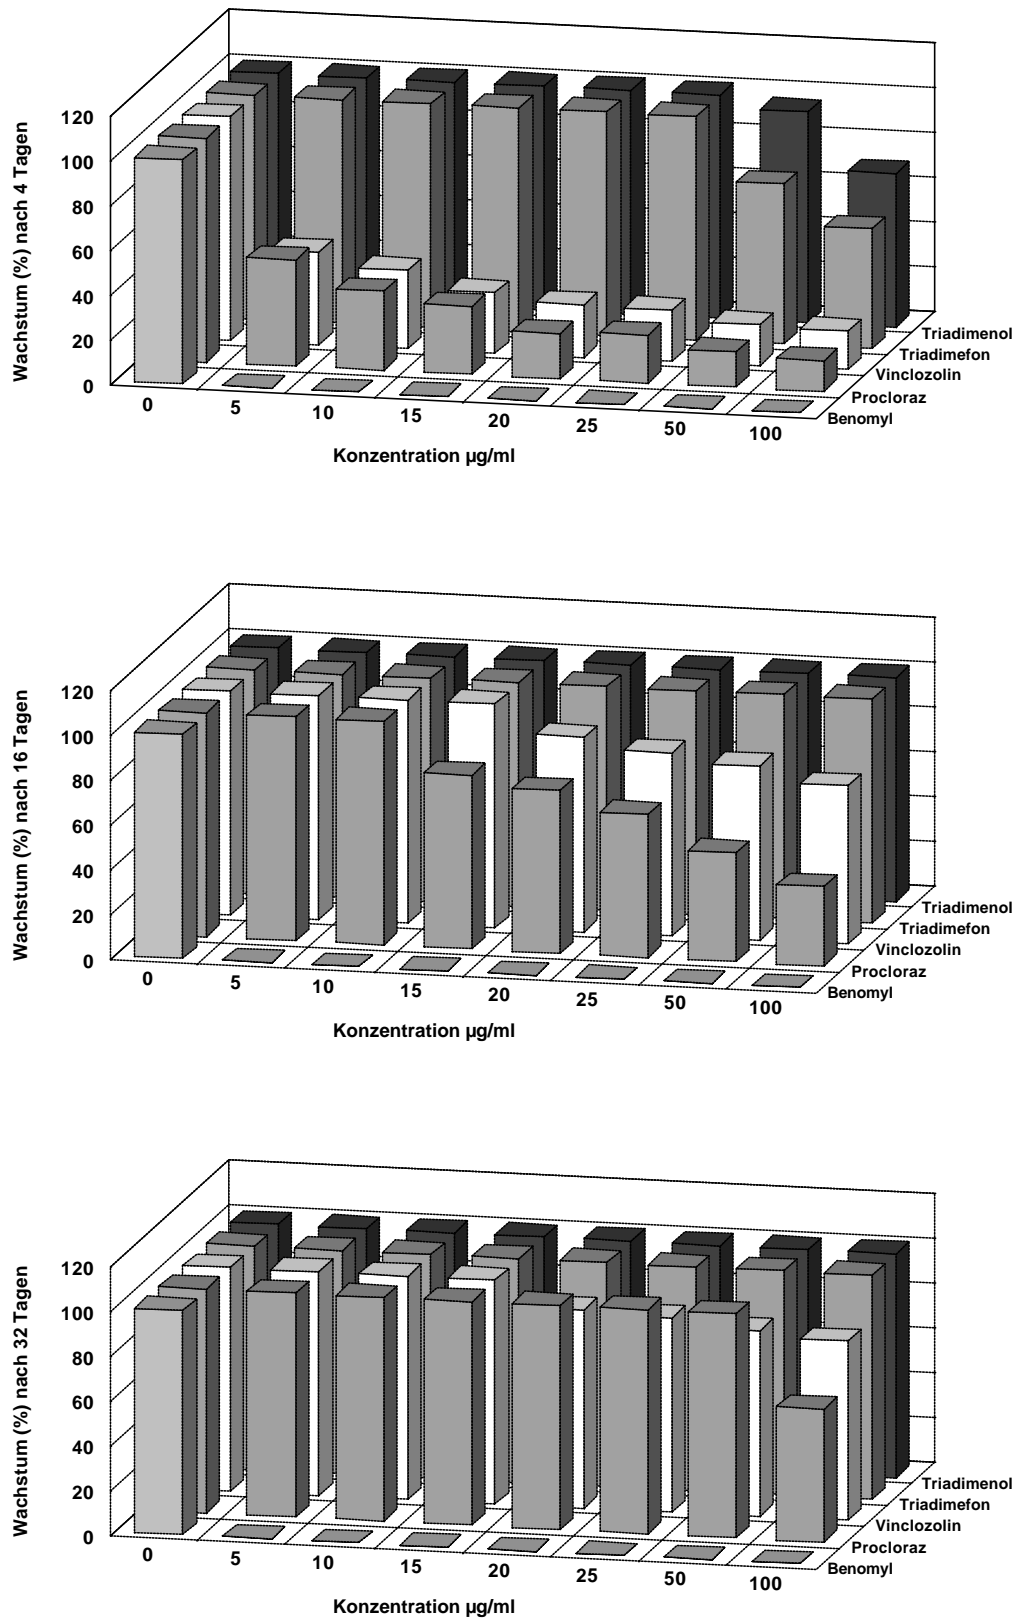 Wachstum (%) nach 4 Tagen
120
100
80
60
40
20
0
0 5 10 15 20 25 50 100
Konzentration µg/ml
Triadimenol
Triadimefon
Vinclozolin
Procloraz
Benomyl
Wachstum (%) nach 16 Tagen
120
100
80
60
40
20
0
0 5 10 15 20 25 50 100
Konzentration µg/ml
Triadimenol
Triadimefon
Vinclozolin
Procloraz
Benomyl
Wachstum (%) nach 32 Tagen
120
100
80
60
40
20
0
0 5 10 15 20 25 50 100
Konzentration µg/ml
Triadimenol
Triadimefon
Vinclozolin
Procloraz
Benomyl